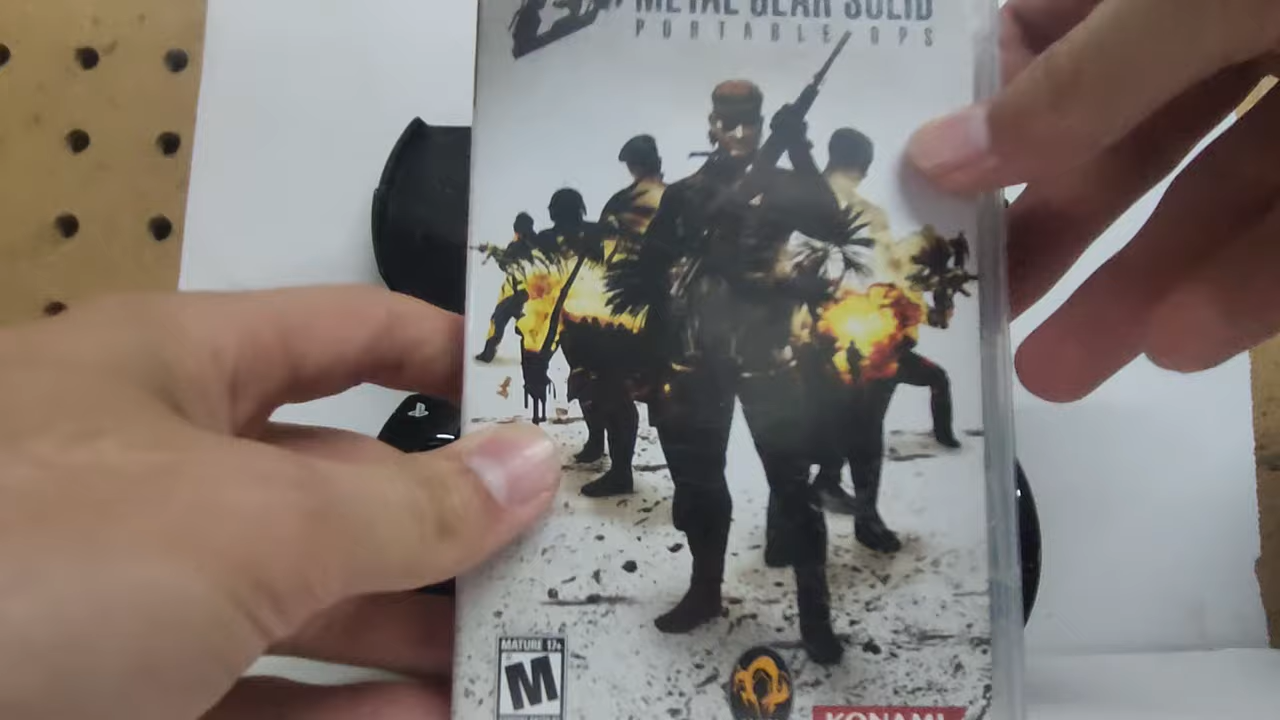 METAL GEAR SOLID
PORTABLE OPS
MATURE 17+
M
KONAMI